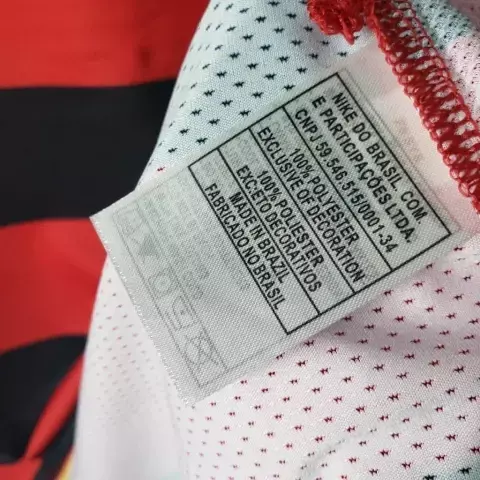 NIKE DO BRASIL COM.
E PARTICIPAÇÕES LTDA.
CNPJ 59.546.515/0001-34
100% POLYESTER
EXCLUSIVE OF DECORATION
100% POLIESTER
EXCETO DECORATIVOS
MADE IN BRAZIL
FABRICADO NO BRASIL